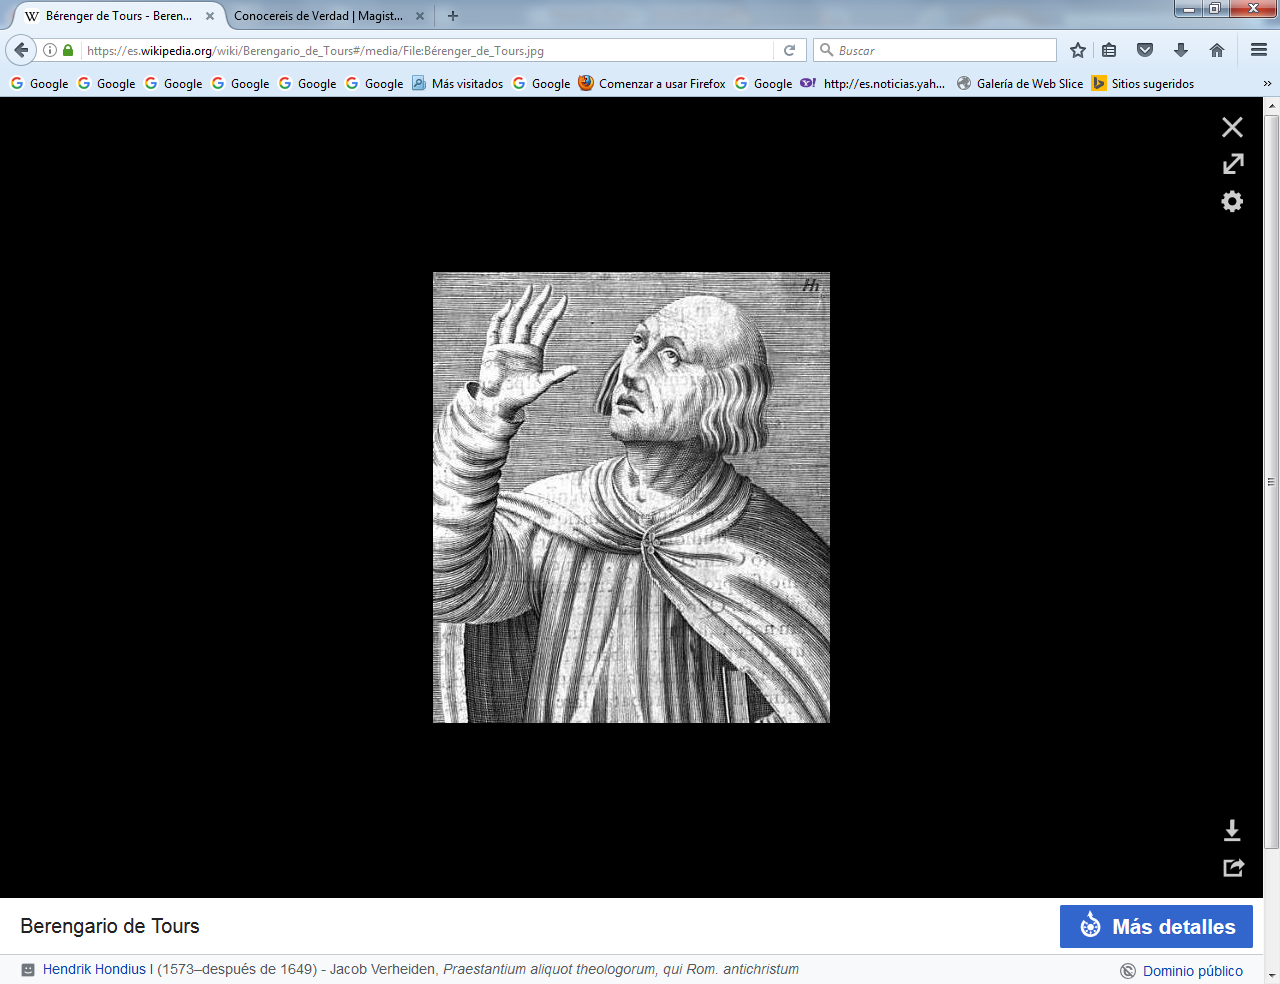 Bérenger de Tours - Beren...
Conocereis de Verdad | Magist...
https://es.wikipedia.org/wiki/Berengario_de_Tours#/media/File:Bérenger_de_Tours.jpg
Buscar
Google Google Google Google Google Google Más visitados Google Comenzar a usar Firefox Google http://es.noticias.yah... Galería de Web Slice Sitios sugeridos
Berengario de Tours
Más detalles
Hendrik Hondius I (1573–después de 1649) - Jacob Verheiden, Praestantium aliquot theologorum, qui Rom. antichristum
Dominio público